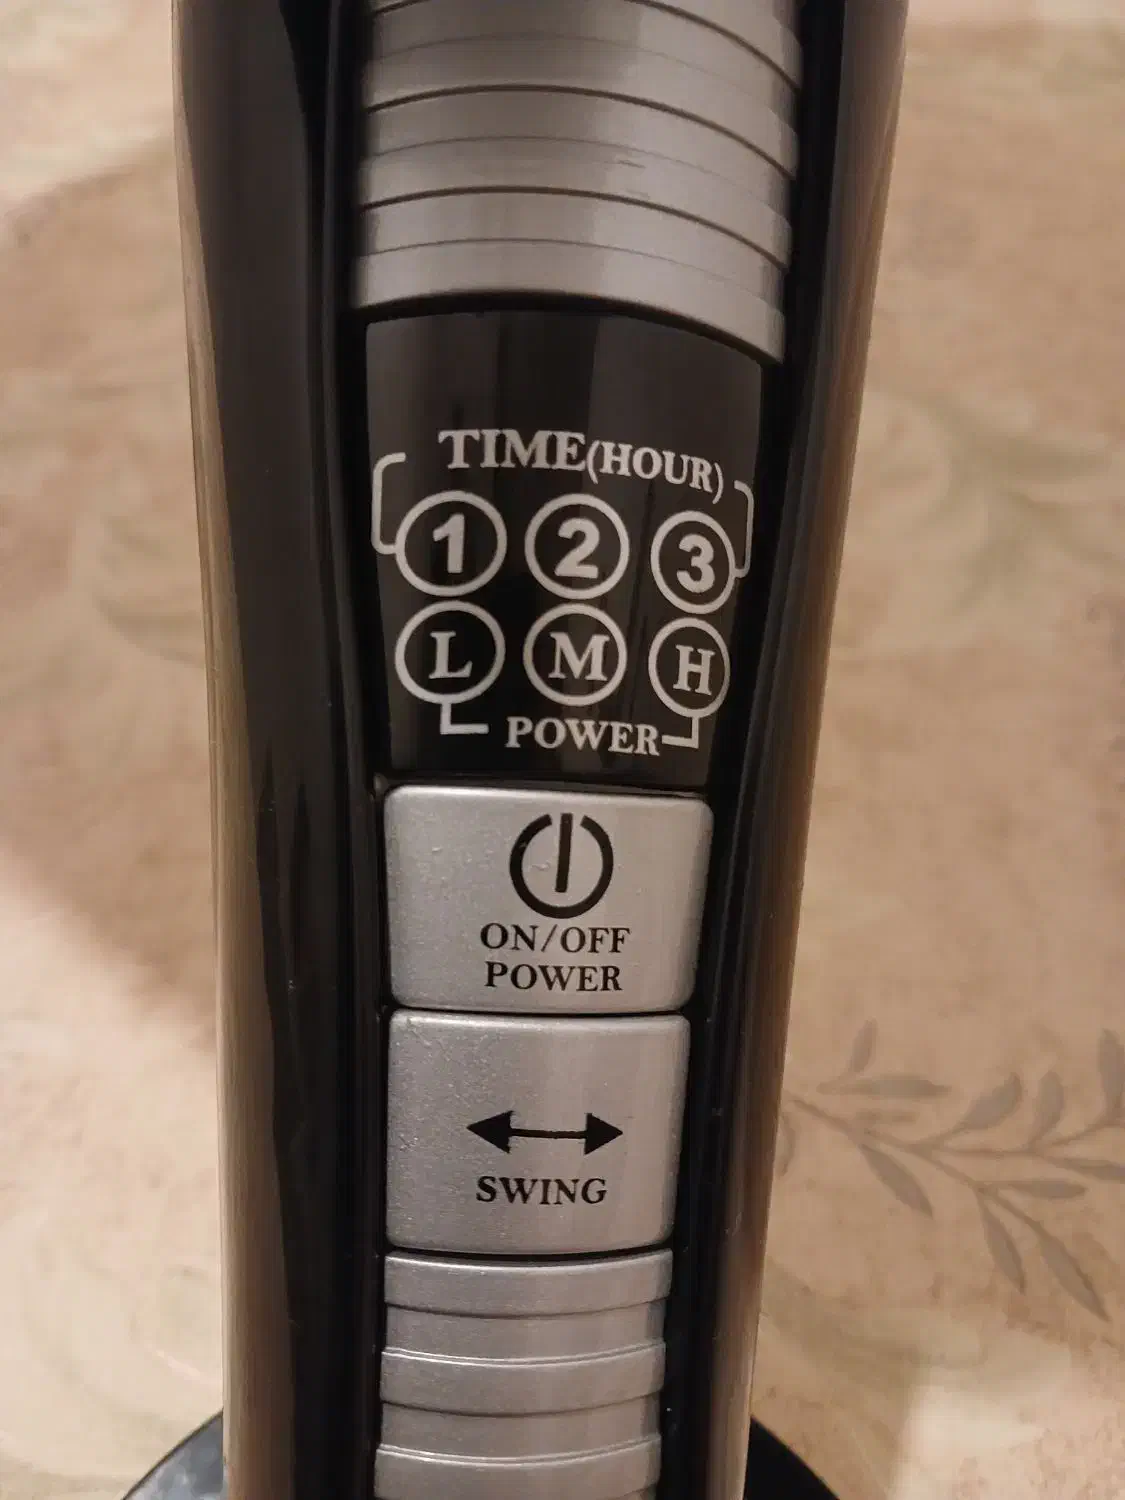 TIME(HOUR)
1 2 3
L M H
POWER
ON/OFF
POWER
SWING